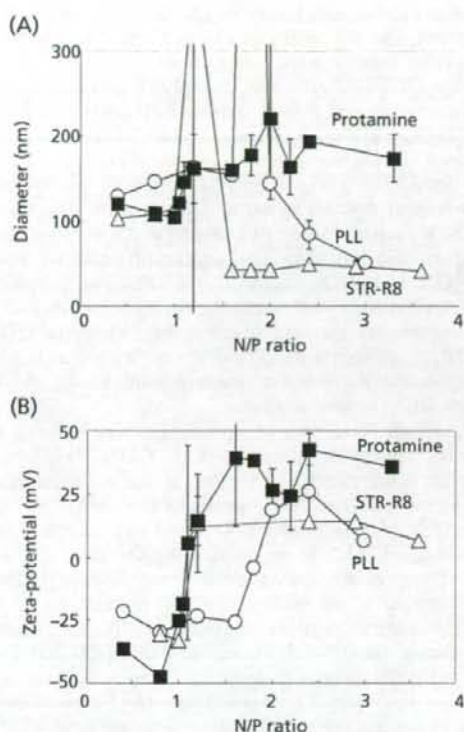 (A)
300
Protamine
200
Diameter (nm)
100
PLL
STR-R8
0
0 1 2 3 4
N/P ratio
(B)
50
Protamine
25
STR-R8
Zeta-potential (mV)
0
PLL
−25
−50
0 1 2 3 4
N/P ratio